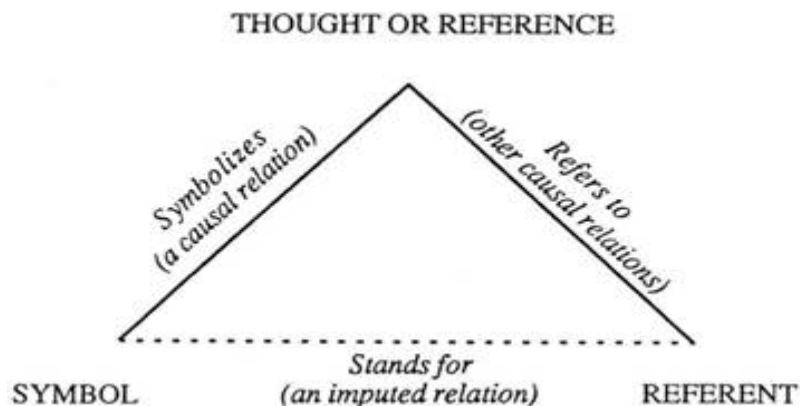 THOUGHT OR REFERENCE
Symbolizes
(a causal relation)
Refers to
(other causal relations)
Stands for
SYMBOL (an imputed relation) REFERENT